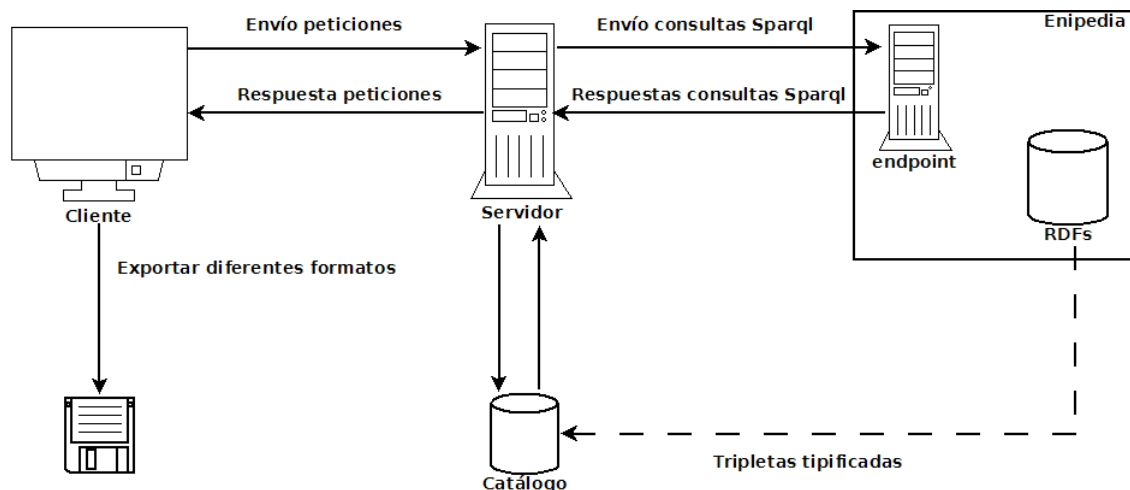 Envío peticiones
Envío consultas Sparql
Enipedia
Respuesta peticiones
Respuestas consultas Sparql
endpoint
Cliente
Servidor
RDFs
Exportar diferentes formatos
Tripletas tipificadas
Catálogo